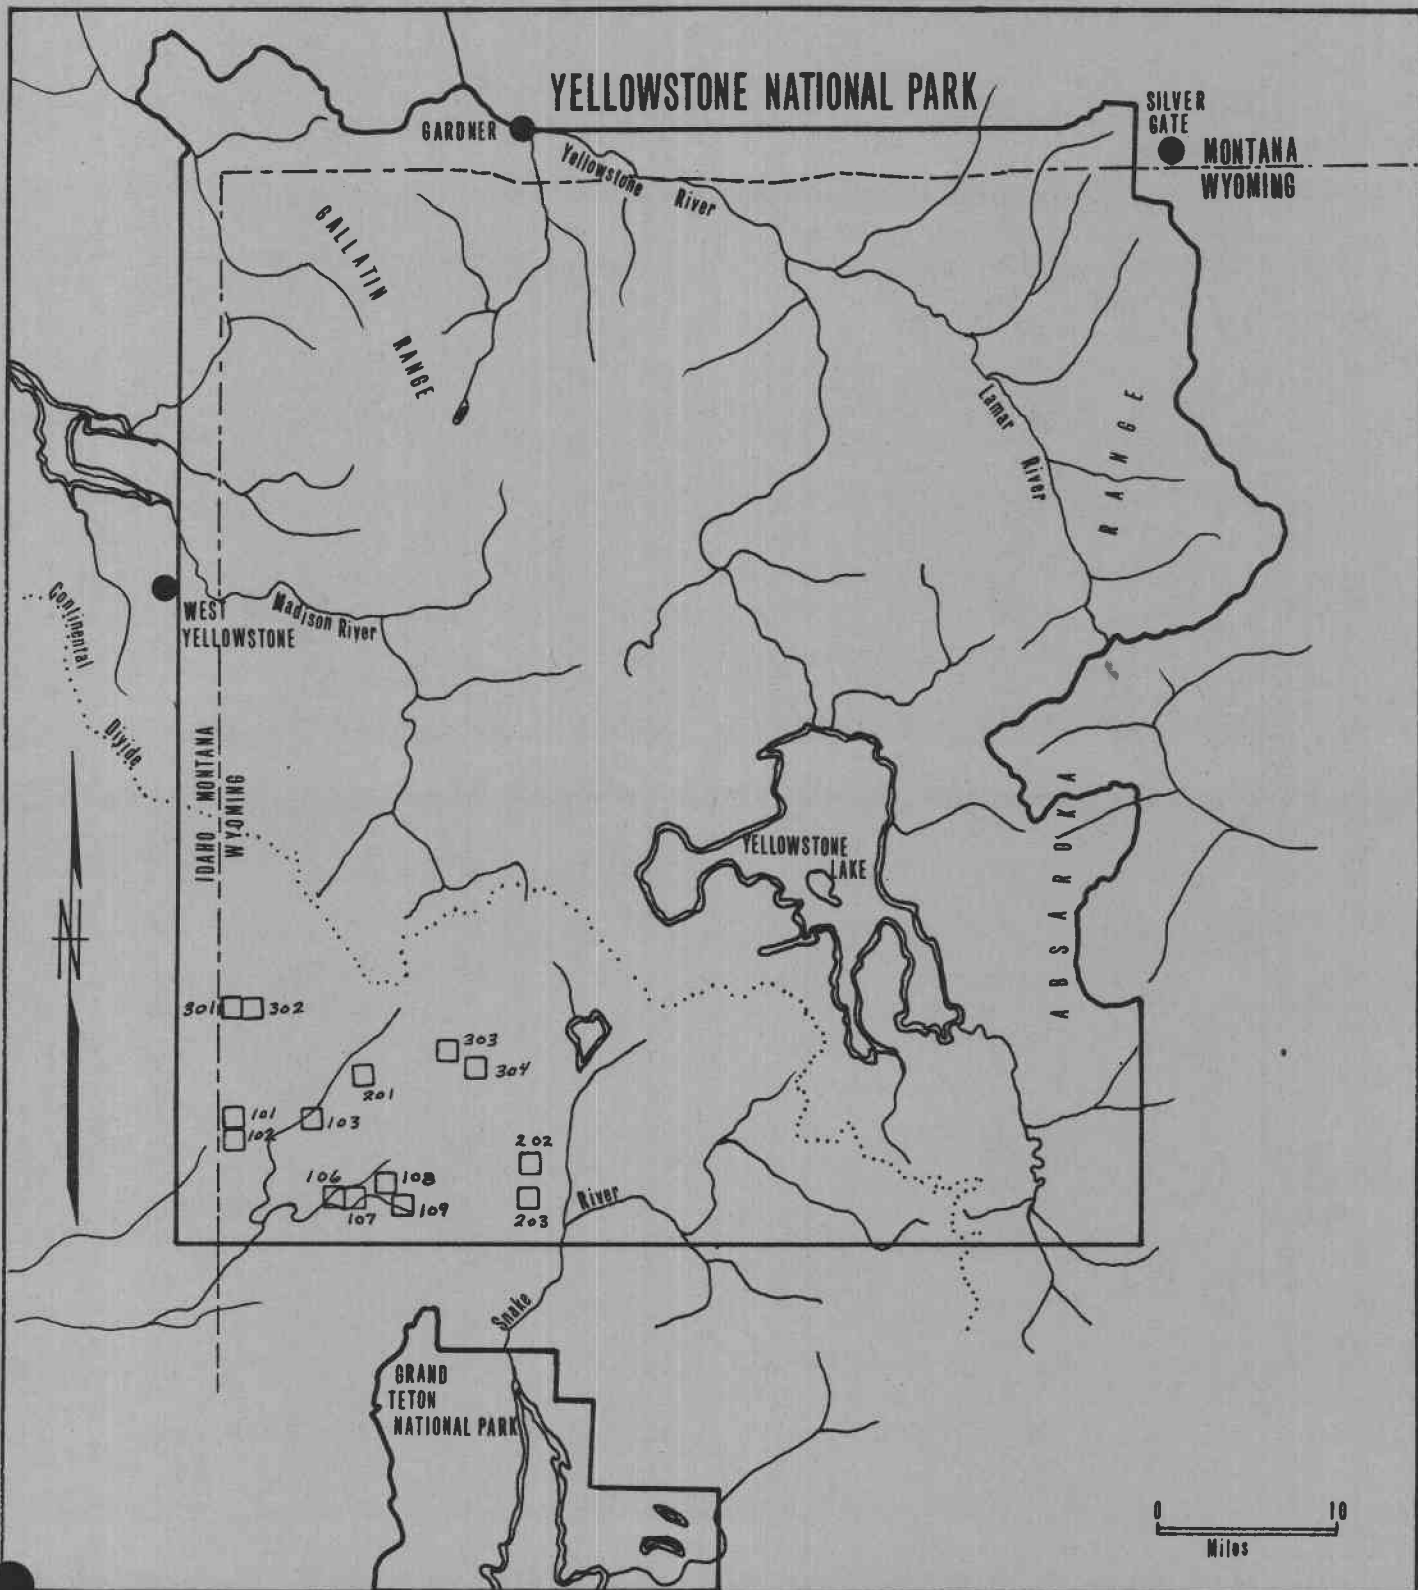 YELLOWSTONE NATIONAL PARK
SILVER
GATE
GARDNER
MONTANA
WYOMING
Yellowstone River
GALLATIN RANGE
Lamar River
Continental Divide
WEST
YELLOWSTONE
Madison River
IDAHO MONTANA
WYOMING
YELLOWSTONE
LAKE
ABSAROKA RANGE
N
301
302
303
304
201
101
102
103
202
106
108
107
109
203
Snake River
GRAND
TETON
NATIONAL PARK
0 10
Miles